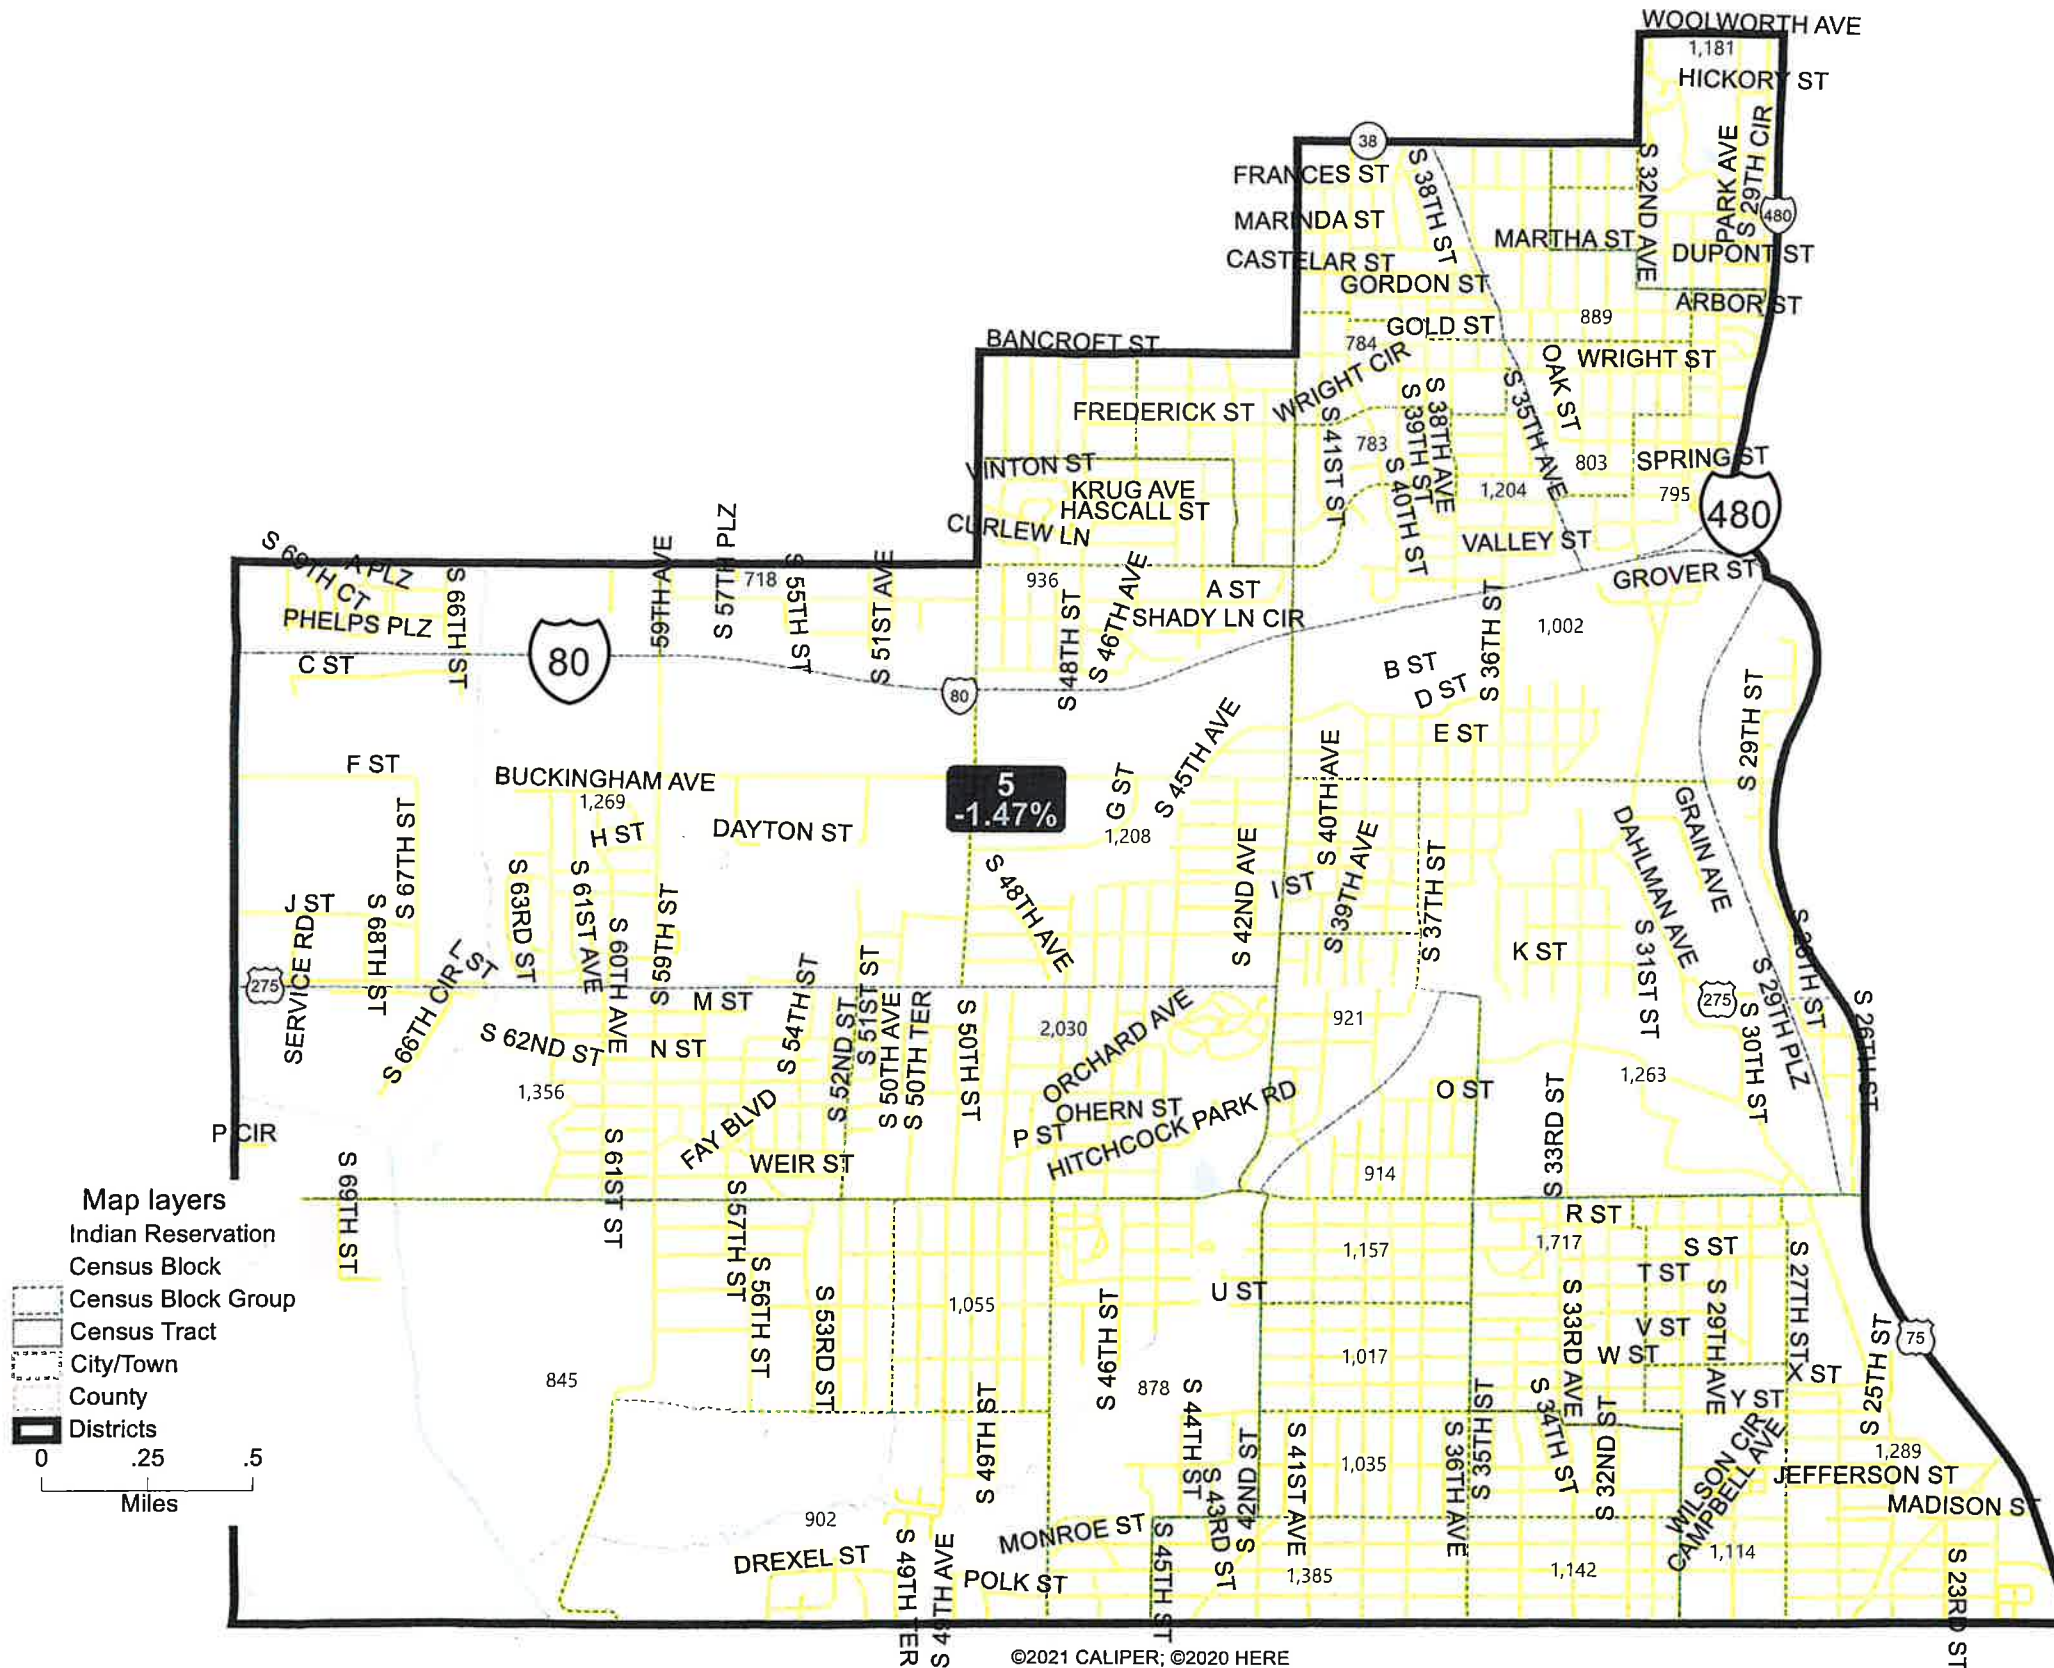 WOOLWORTH AVE
1,181
HICKORY ST
38
FRANCES ST
S 38TH ST
S 32ND AVE
PARK AVE
S 29TH CIR
480
MARINDA ST
MARTHA ST
DUPONT ST
CASTELAR ST
GORDON ST
ARBOR ST
889
GOLD ST
BANCROFT ST
784
WRIGHT CIR
OAK ST
WRIGHT ST
S 35TH AVE
FREDERICK ST
S 41ST ST
S 39TH ST
S 38TH AVE
783
S 40TH ST
VINTON ST
803
SPRING ST
KRUG AVE
1,204
795
HASCALL ST
480
CURLEW LN
VALLEY ST
S 69TH CT
A PLZ
S 66TH ST
59TH AVE
S 57TH PLZ
718
S 55TH ST
S 51ST AVE
936
S 48TH ST
S 46TH AVE
A ST
GROVER ST
PHELPS PLZ
SHADY LN CIR
S 36TH ST
1,002
C ST
80
80
B ST
D ST
S 29TH ST
E ST
F ST
BUCKINGHAM AVE
1,269
5
-1.47%
G ST
S 45TH AVE
S 40TH AVE
H ST
DAYTON ST
1,208
S 67TH ST
DAHLMAN AVE
GRAIN AVE
S 63RD ST
S 61ST AVE
S 59TH ST
S 48TH AVE
S 42ND AVE
I ST
S 39TH AVE
S 37TH ST
J ST
S 68TH ST
S 60TH AVE
L ST
K ST
S 31ST ST
S 28TH ST
275
SERVICE RD
S 66TH CIR
M ST
S 54TH ST
S 52ND ST
S 51ST ST
S 50TH AVE
S 50TH TER
S 50TH ST
2,030
ORCHARD AVE
921
275
S 30TH ST
S 29TH PLZ
S 26TH ST
S 62ND ST
N ST
1,356
1,263
O ST
FAY BLVD
OHERN ST
P ST
HITCHCOCK PARK RD
S 33RD ST
P CIR
S 69TH ST
S 61ST ST
WEIR ST
914
S 57TH ST
Map layers
Indian Reservation
Census Block
Census Block Group
Census Tract
City/Town
County
Districts
0 .25 .5
Miles
R ST
1,157
1,717
S ST
T ST
S 27TH ST
S 56TH ST
S 53RD ST
1,055
S 46TH ST
U ST
S 33RD AVE
S 29TH AVE
V ST
75
845
1,017
W ST
X ST
S 25TH ST
878
S 49TH ST
S 44TH ST
S 35TH ST
S 34TH ST
Y ST
S 43RD ST
S 42ND ST
S 41ST AVE
1,035
S 36TH AVE
S 32ND ST
WILSON CIR
CAMPBELL AVE
1,289
JEFFERSON ST
MADISON ST
902
MONROE ST
DREXEL ST
S 49TH TER
S 49TH AVE
POLK ST
S 45TH ST
1,385
1,142
1,114
S 23RD ST
©2021 CALIPER; ©2020 HERE